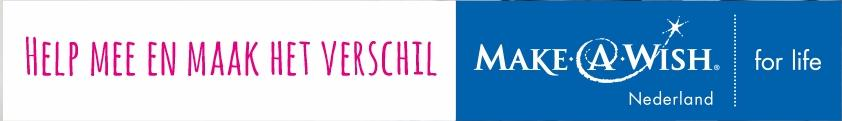 HELP MEE EN MAAK HET VERSCHIL
MAKE·A·WISH® for life
Nederland